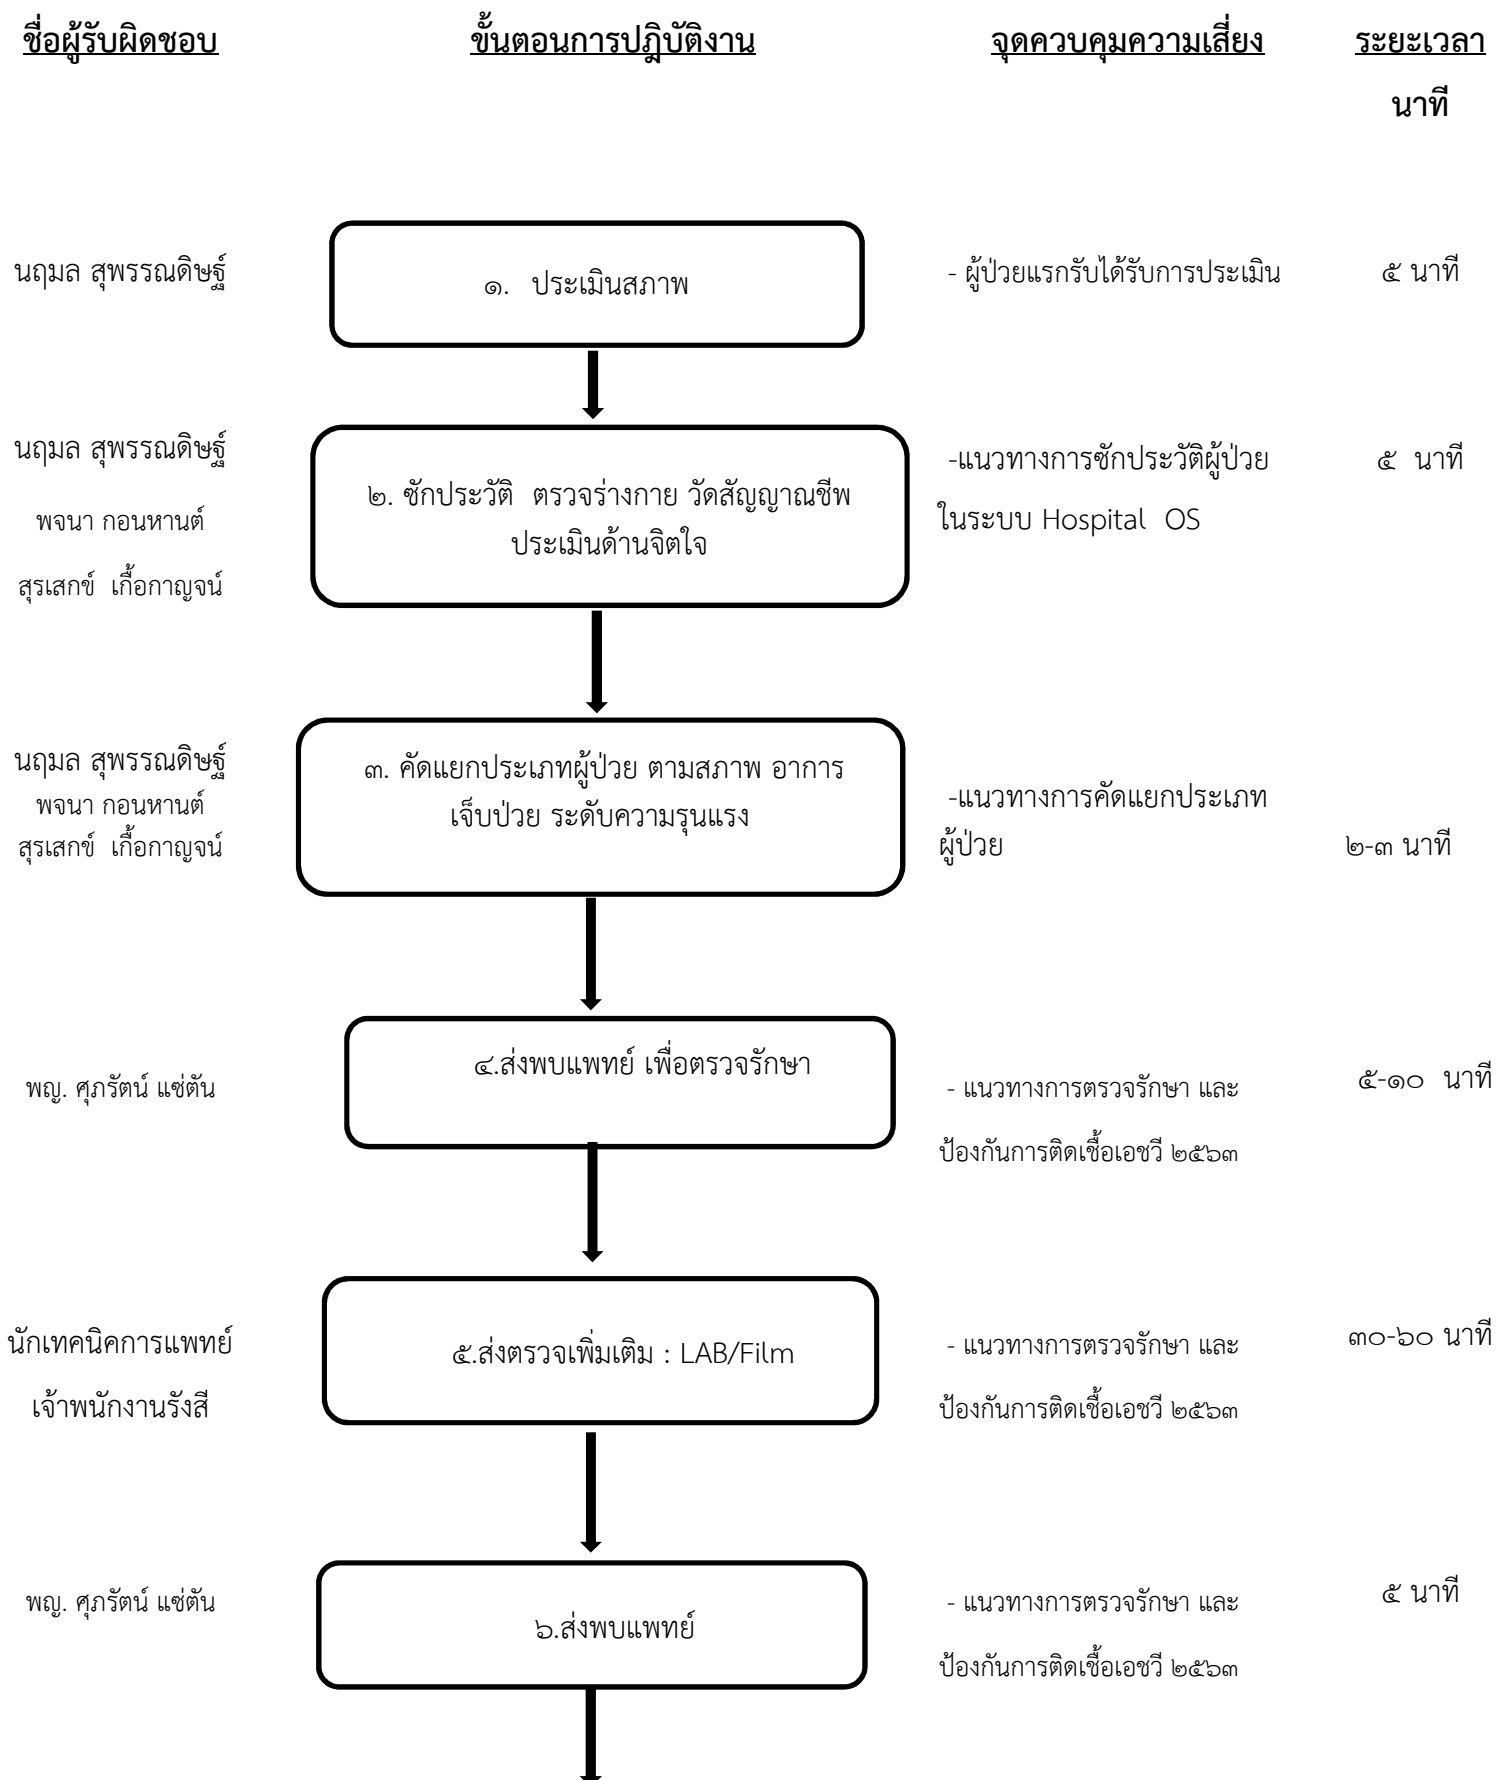 ชื่อผู้รับผิดชอบ ขั้นตอนการปฎิบัติงาน จุดควบคุมความเสี่ยง ระยะเวลา
นาที
นฤมล สุพรรณดิษฐ์ ๑. ประเมินสภาพ - ผู้ป่วยแรกรับได้รับการประเมิน ๕ นาที
นฤมล สุพรรณดิษฐ์
พจนา กอนหานต์
สุรเสกข์ เกื้อกาญจน์
๒. ซักประวัติ ตรวจร่างกาย วัดสัญญาณชีพ
ประเมินด้านจิตใจ
-แนวทางการซักประวัติผู้ป่วย
ในระบบ Hospital OS
๕ นาที
นฤมล สุพรรณดิษฐ์
พจนา กอนหานต์
สุรเสกข์ เกื้อกาญจน์
๓. คัดแยกประเภทผู้ป่วย ตามสภาพ อาการ
เจ็บป่วย ระดับความรุนแรง
-แนวทางการคัดแยกประเภท
ผู้ป่วย
๒-๓ นาที
พญ. ศุภรัตน์ แซ่ตัน
๔.ส่งพบแพทย์ เพื่อตรวจรักษา
- แนวทางการตรวจรักษา และ
ป้องกันการติดเชื้อเอชวี ๒๕๖๓
๕-๑๐ นาที
นักเทคนิคการแพทย์
เจ้าพนักงานรังสี
๕.ส่งตรวจเพิ่มเติม : LAB/Film
- แนวทางการตรวจรักษา และ
ป้องกันการติดเชื้อเอชวี ๒๕๖๓
๓๐-๖๐ นาที
พญ. ศุภรัตน์ แซ่ตัน
๖.ส่งพบแพทย์
- แนวทางการตรวจรักษา และ
ป้องกันการติดเชื้อเอชวี ๒๕๖๓
๕ นาที